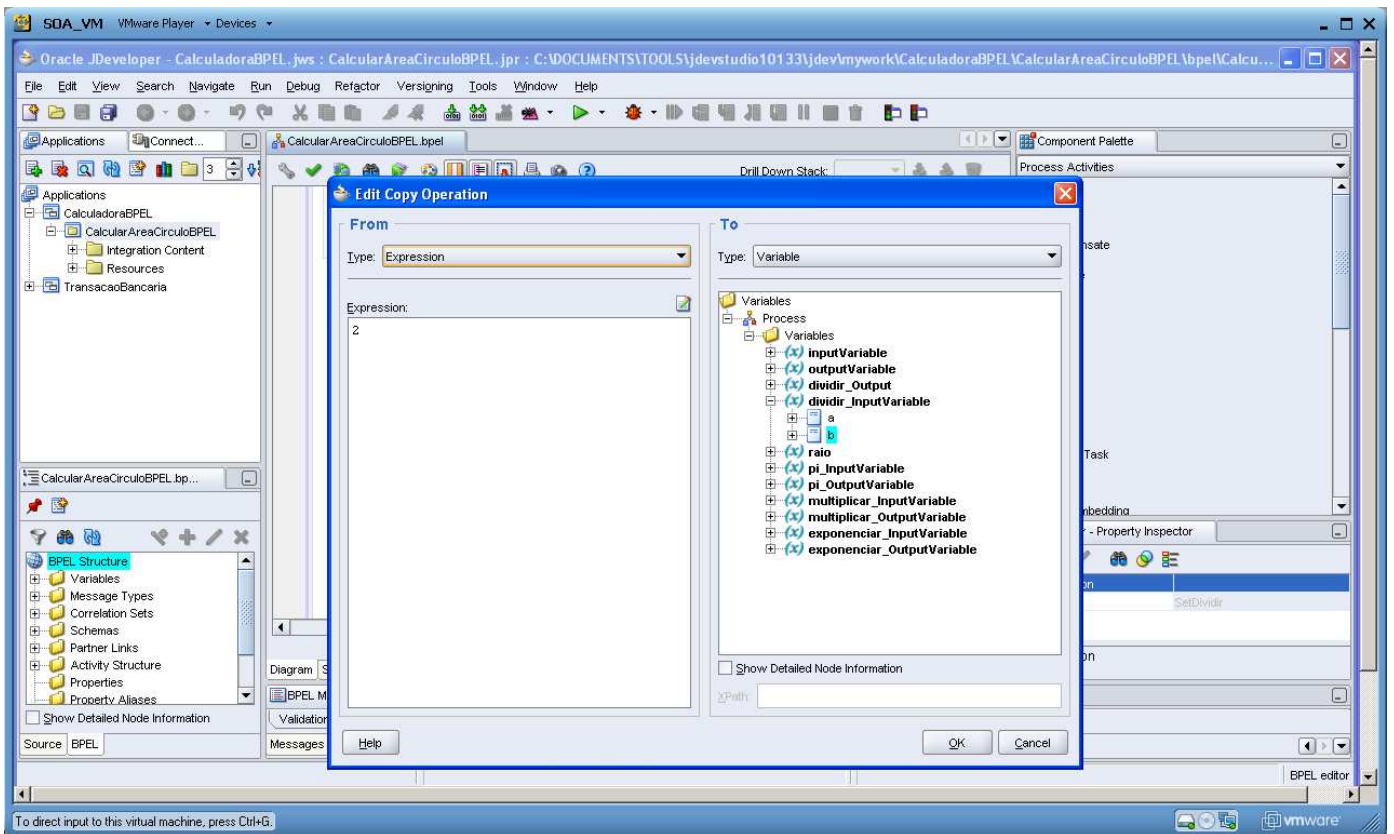 SOA_VM VMware Player Devices
Oracle JDeveloper - CalculadoraBPEL.jws : CalcularAreaCirculoBPEL.jpr : C:\DOCUMENTS\TOOLS\jdevstudio10133\jdev\mywork\CalculadoraBPEL\CalcularAreaCirculoBPEL\bpel\Calcu...
File Edit View Search Navigate Run Debug Refactor Versioning Tools Window Help
Applications Connect... CalcularAreaCirculoBPEL.bpel Component Palette
3 Drill Down Stack: Process Activities
Applications
CalculadoraBPEL
CalcularAreaCirculoBPEL
Integration Content
Resources
TransacaoBancaria
Edit Copy Operation
From
Type: Expression
Expression:
2
To
Type: Variable
Variables
Process
Variables
(x) inputVariable
(x) outputVariable
(x) dividir_Output
(x) dividir_InputVariable
a
b
(x) raio
(x) pi_InputVariable
(x) pi_OutputVariable
(x) multiplicar_InputVariable
(x) multiplicar_OutputVariable
(x) exponenciar_InputVariable
(x) exponenciar_OutputVariable
Show Detailed Node Information
XPath:
Help OK Cancel
nsate
Task
mbedding
- Property Inspector
on
SetDividir
on
CalcularAreaCirculoBPEL.bp...
BPEL Structure
Variables
Message Types
Correlation Sets
Schemas
Partner Links
Activity Structure
Properties
Property Aliases
Show Detailed Node Information
Source BPEL
Diagram S
BPEL M
Validation
Messages
BPEL editor
To direct input to this virtual machine, press Ctrl+G.
vmware